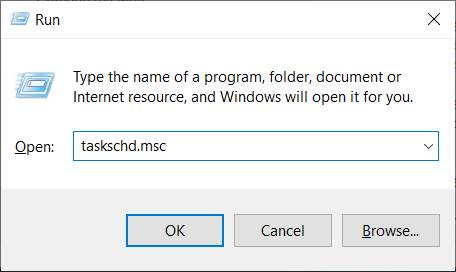 Run
Type the name of a program, folder, document or
Internet resource, and Windows will open it for you.
Open: taskschd.msc
OK Cancel Browse...